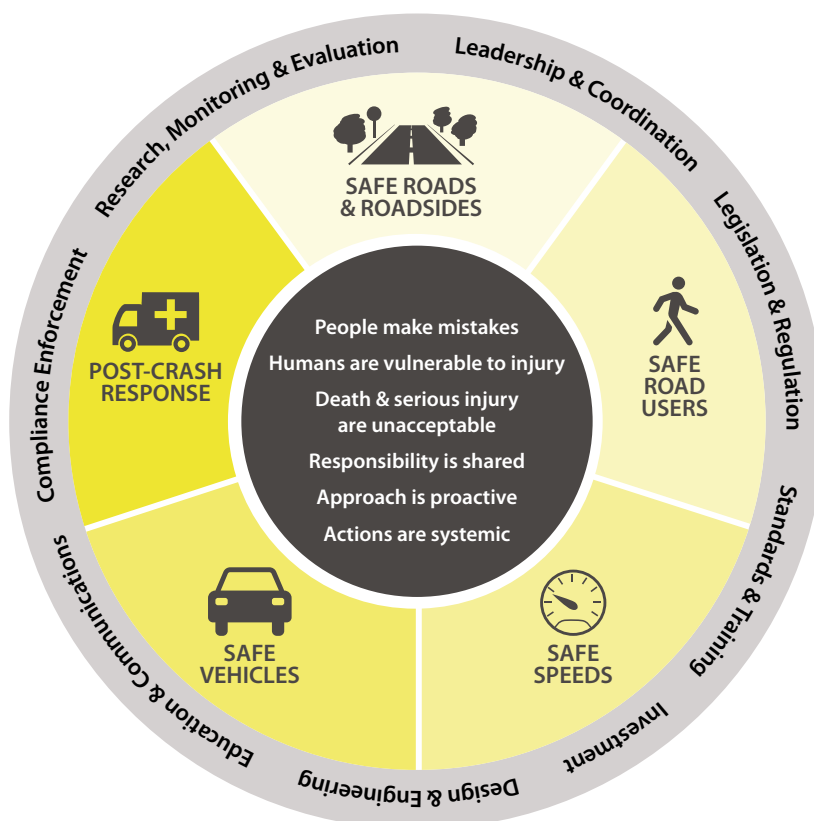 Leadership & Coordination
Legislation & Regulation
Standards & Training
Investment
Design & Engineering
Education & Communications
Compliance Enforcement
Research, Monitoring & Evaluation
SAFE ROADS
& ROADSIDES
SAFE
ROAD
USERS
SAFE
SPEEDS
SAFE
VEHICLES
POST-CRASH
RESPONSE
People make mistakes
Humans are vulnerable to injury
Death & serious injury
are unacceptable
Responsibility is shared
Approach is proactive
Actions are systemic